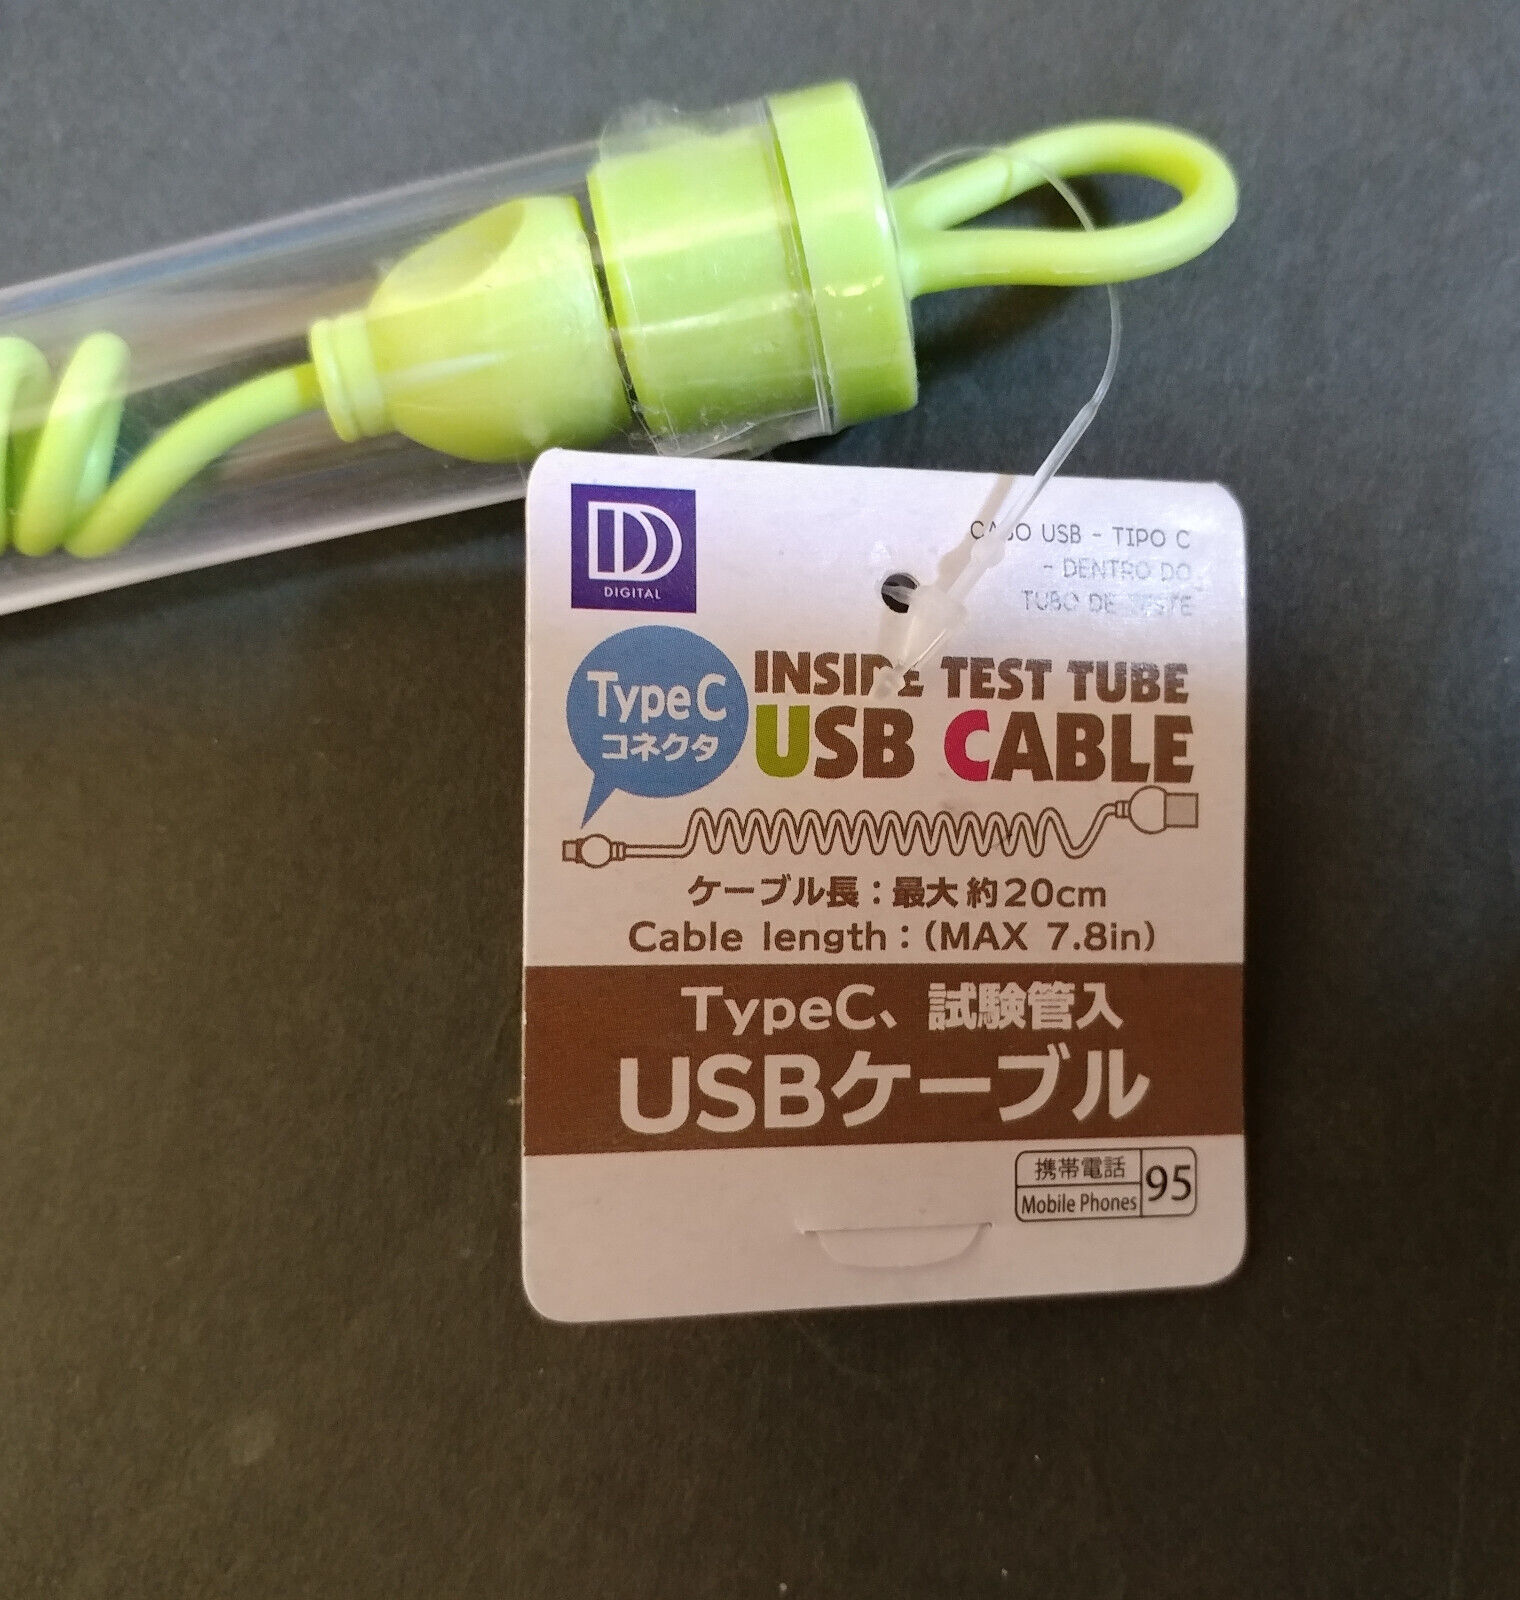 DD
DIGITAL
CABO USB - TIPO C
- DENTRO DO
TUBO DE TESTE
TypeC
コネクタ
INSIDE TEST TUBE
USB CABLE
ケーブル長：最大約20cm
Cable length：(MAX 7.8in)
TypeC、試験管入
USBケーブル
携帯電話
Mobile Phones
95